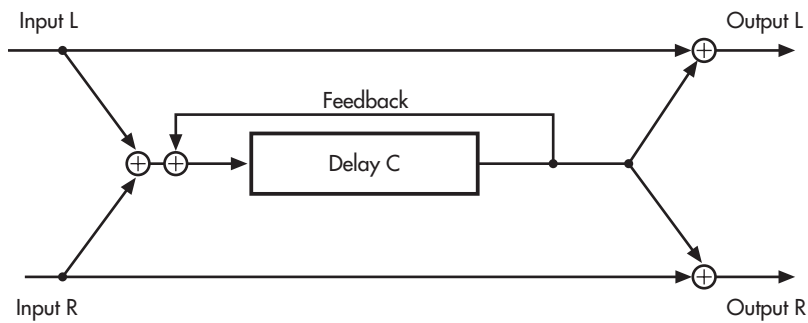 Input L
Output L
Feedback
Delay C
Input R
Output R